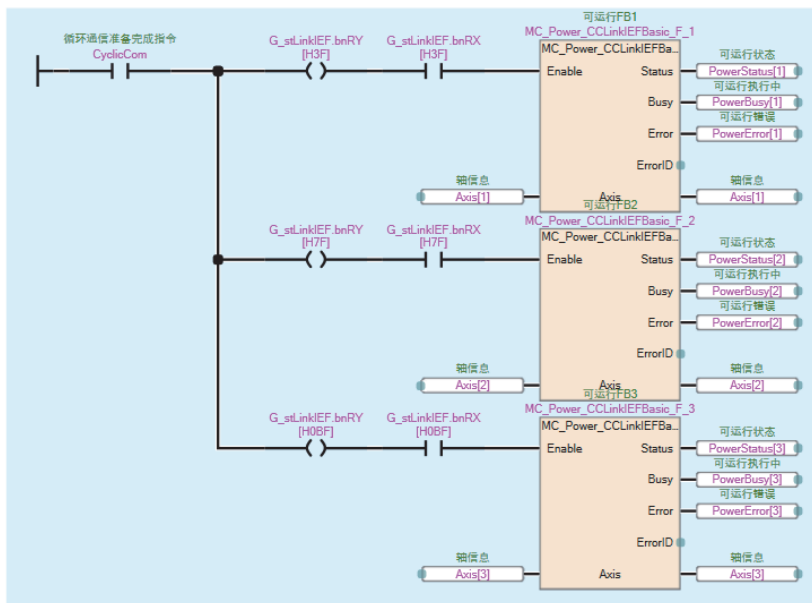 可运行FB1
循环通信准备完成指令
G_stLinkIEF.bnRY
G_stLinkIEF.bnRX
MC_Power_CCLinkIEFBasic_F_1
CyclicCom
[H3F]
[H3F]
MC_Power_CCLinkIEFBa...
可运行状态
Enable
Status
PowerStatus[1]
可运行执行中
Busy
PowerBusy[1]
可运行错误
Error
PowerError[1]
ErrorID
轴信息
轴信息
Axis[1]
Axis
Axis[1]
可运行FB2
G_stLinkIEF.bnRY
G_stLinkIEF.bnRX
MC_Power_CCLinkIEFBasic_F_2
[H7F]
[H7F]
MC_Power_CCLinkIEFBa...
可运行状态
Enable
Status
PowerStatus[2]
可运行执行中
Busy
PowerBusy[2]
可运行错误
Error
PowerError[2]
ErrorID
轴信息
轴信息
Axis[2]
Axis
Axis[2]
可运行FB3
G_stLinkIEF.bnRY
G_stLinkIEF.bnRX
MC_Power_CCLinkIEFBasic_F_3
[H0BF]
[H0BF]
MC_Power_CCLinkIEFBa...
可运行状态
Enable
Status
PowerStatus[3]
可运行执行中
Busy
PowerBusy[3]
可运行错误
Error
PowerError[3]
ErrorID
轴信息
轴信息
Axis[3]
Axis
Axis[3]